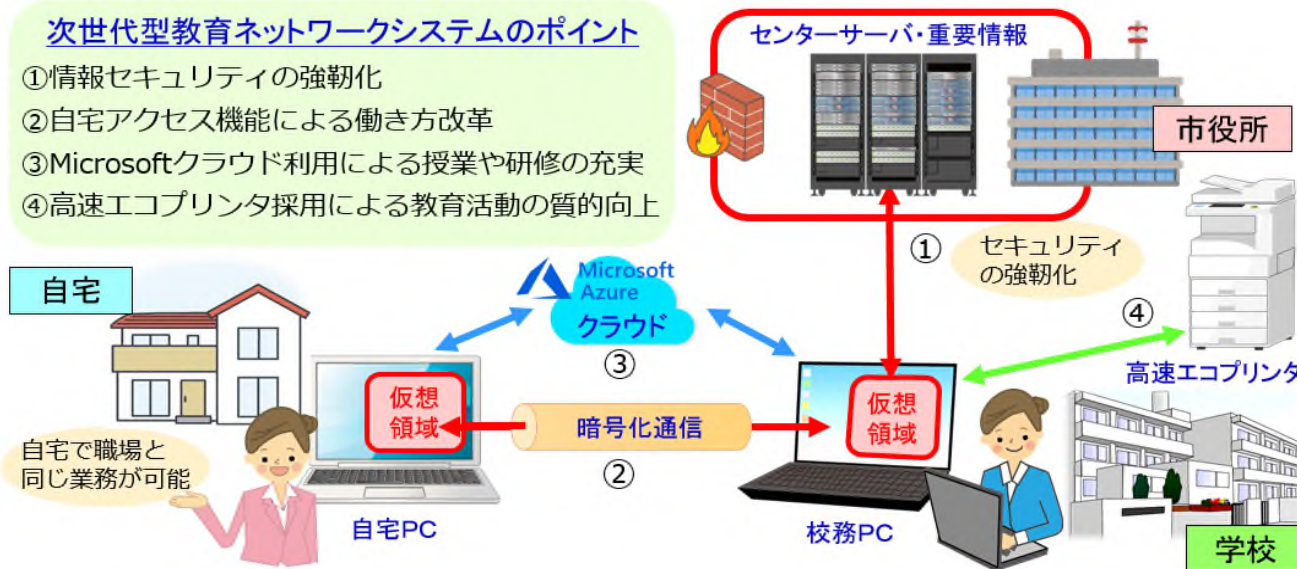 次世代型教育ネットワークシステムのポイント
①情報セキュリティの強靭化
②自宅アクセス機能による働き方改革
③Microsoftクラウド利用による授業や研修の充実
④高速エコプリンタ採用による教育活動の質的向上
センターサーバ・重要情報
市役所
①
セキュリティ
の強靭化
自宅
Microsoft
Azure
クラウド
③
④
高速エコプリンタ
仮想
領域
暗号化通信
②
仮想
領域
自宅で職場と
同じ業務が可能
自宅PC
校務PC
学校